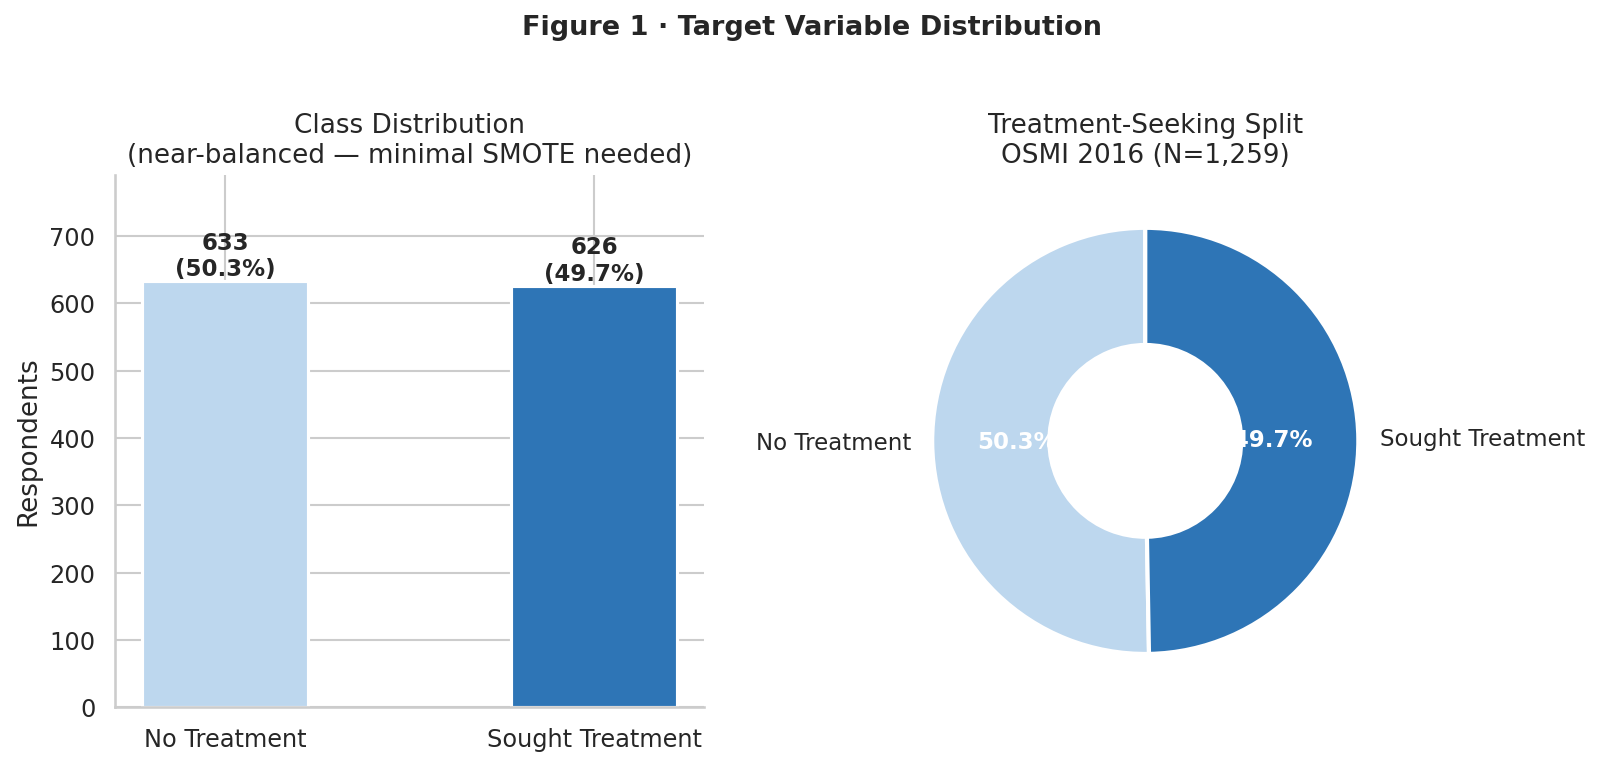 Figure 1 · Target Variable Distribution
Class Distribution
(near-balanced — minimal SMOTE needed)
Respondents
700
600
500
400
300
200
100
0
633
(50.3%)
626
(49.7%)
No Treatment
Sought Treatment
Treatment-Seeking Split
OSMI 2016 (N=1,259)
No Treatment
50.3%
49.7%
Sought Treatment